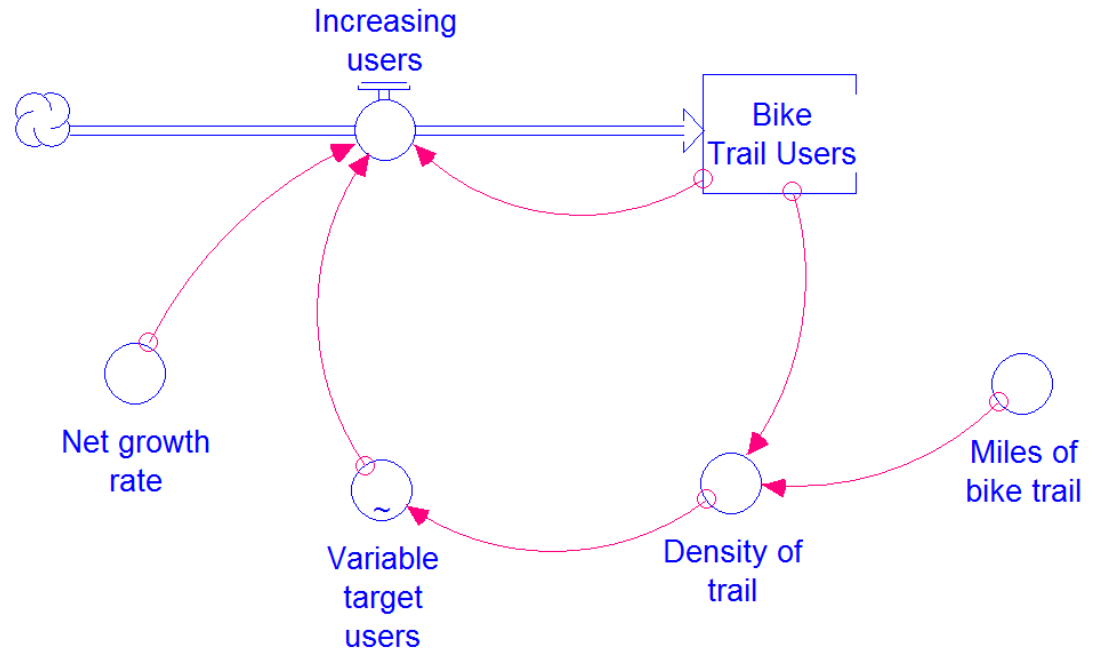 Increasing
users
Bike
Trail Users
Net growth
rate
Miles of
bike trail
~
Variable
target
users
Density of
trail